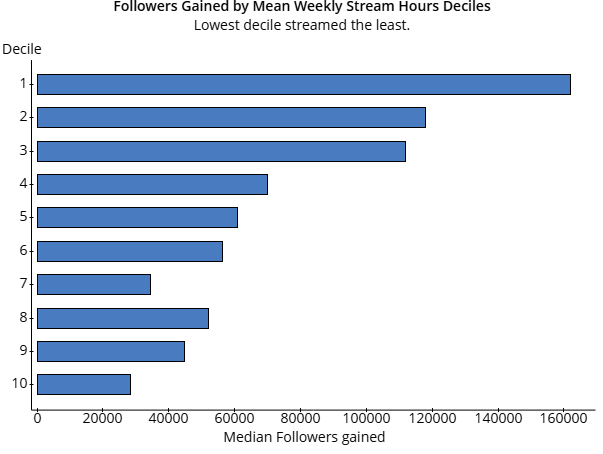 Followers Gained by Mean Weekly Stream Hours Deciles
Lowest decile streamed the least.
Decile
1
2
3
4
5
6
7
8
9
10
0 20000 40000 60000 80000 100000 120000 140000 160000
Median Followers gained